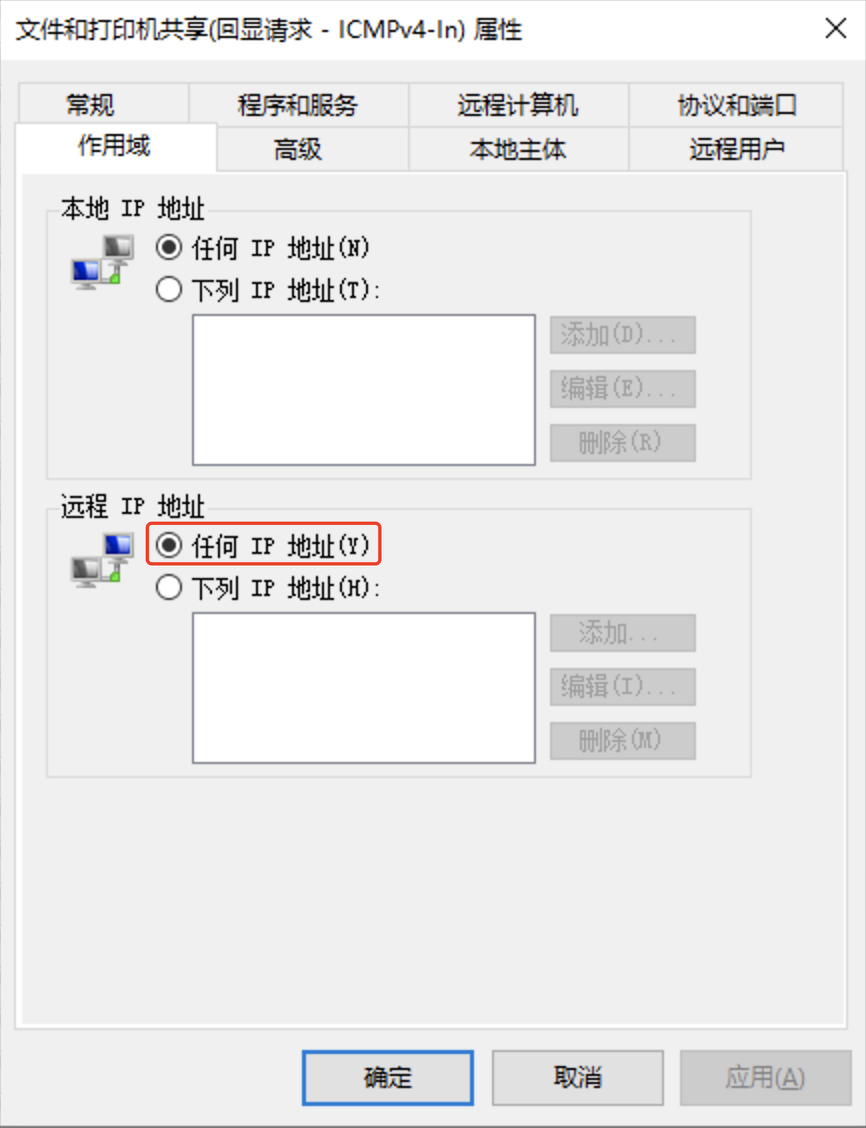 文件和打印机共享(回显请求 - ICMPv4-In) 属性
常规 程序和服务 远程计算机 协议和端口
作用域 高级 本地主体 远程用户
本地 IP 地址
任何 IP 地址(N)
下列 IP 地址(T):
添加(D)...
编辑(E)...
删除(R)
远程 IP 地址
任何 IP 地址(Y)
下列 IP 地址(H):
添加...
编辑(I)...
删除(M)
确定 取消 应用(A)